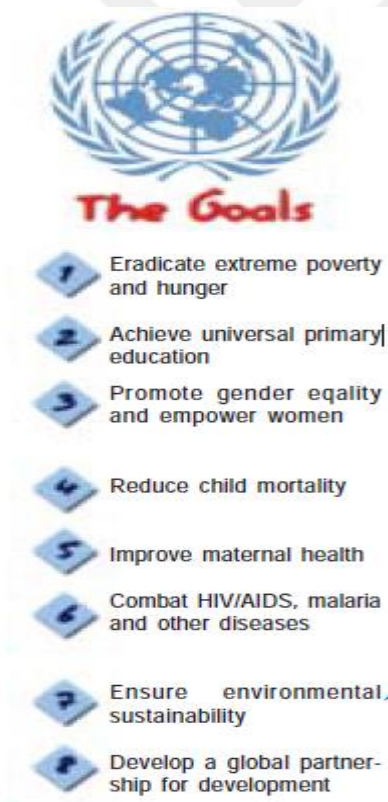 The Goals
1 Eradicate extreme poverty
and hunger
2 Achieve universal primary
education
3 Promote gender eqality
and empower women
4 Reduce child mortality
5 Improve maternal health
6 Combat HIV/AIDS, malaria
and other diseases
7 Ensure environmental,
sustainability
8 Develop a global partner-
ship for development